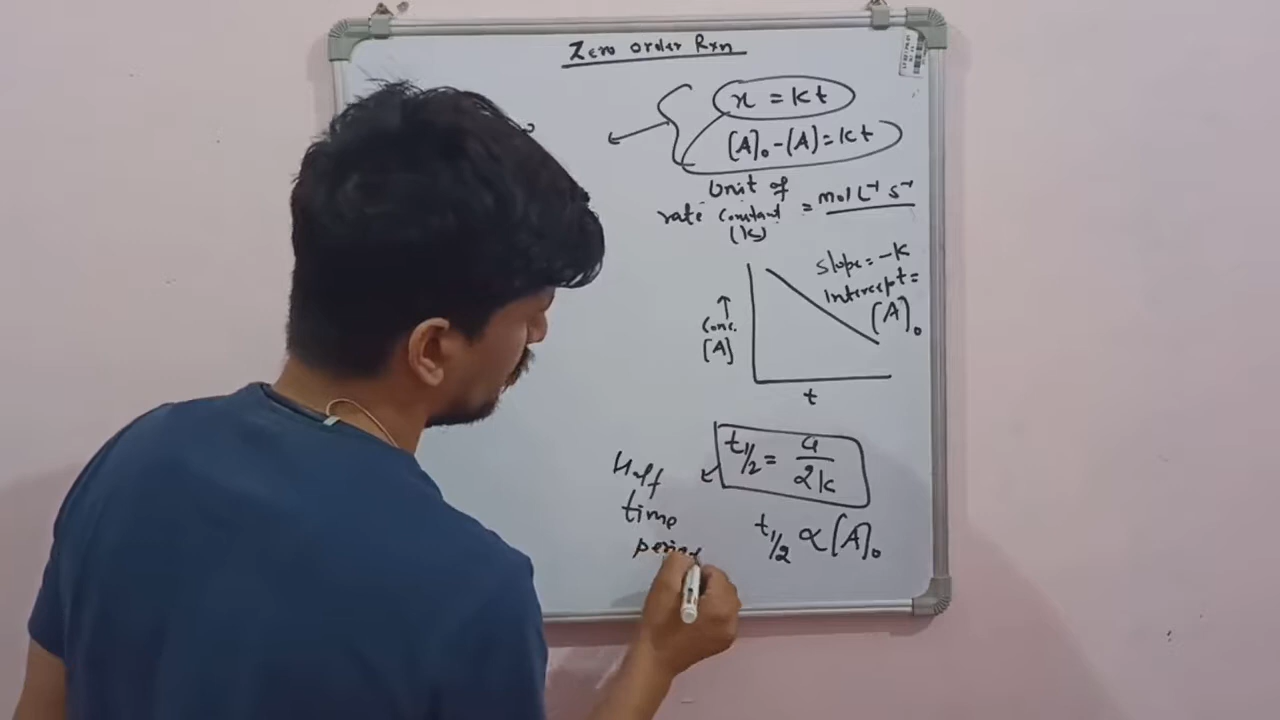 Zero order Rxn
x = kt
[A]₀ - [A] = kt
Unit of
rate constant = mol L⁻¹ s⁻¹
(k)
slope = -k
Intercept =
[A]₀
Conc.
[A]
t
t1/2 = a/2k
Half
time
period
t1/2 ∝ [A]₀